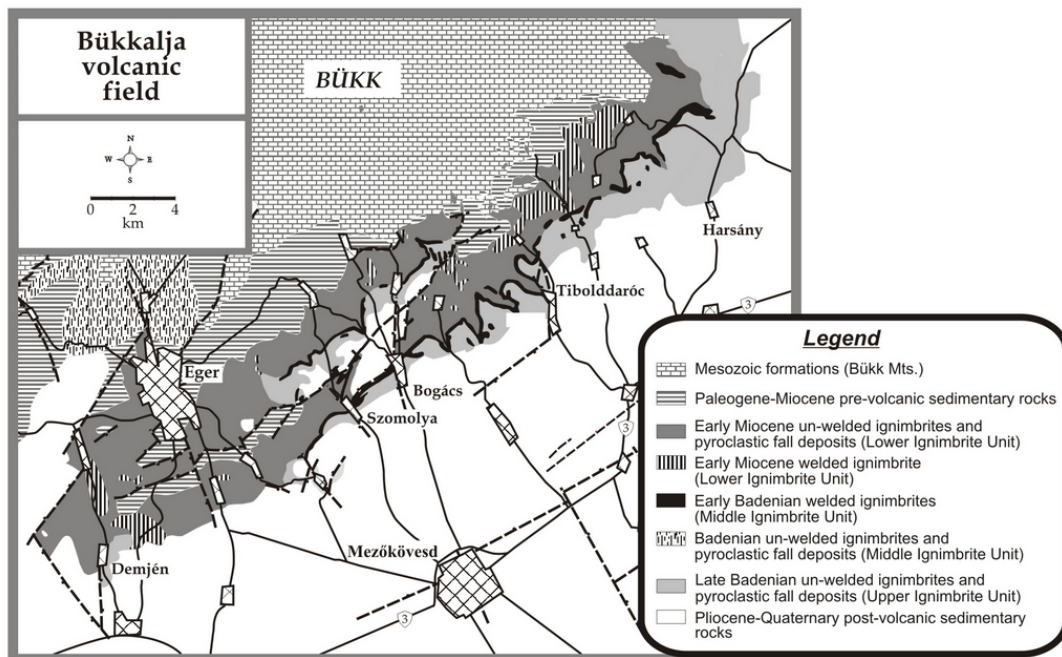 Bükkalja
volcanic
field
N
W E
S
0 2 4
km
BÜKK
Harsány
Tibolddaróc
3
Eger
Bogács
Szomolya
3
Mezőkövesd
Demjén
3
Legend
Mesozoic formations (Bükk Mts.)
Paleogene-Miocene pre-volcanic sedimentary rocks
Early Miocene un-welded ignimbrites and
pyroclastic fall deposits (Lower Ignimbrite Unit)
Early Miocene welded ignimbrite
(Lower Ignimbrite Unit)
Early Badenian welded ignimbrites
(Middle Ignimbrite Unit)
Badenian un-welded ignimbrites and
pyroclastic fall deposits (Middle Ignimbrite Unit)
Late Badenian un-welded ignimbrites and
pyroclastic fall deposits (Upper Ignimbrite Unit)
Pliocene-Quaternary post-volcanic sedimentary
rocks